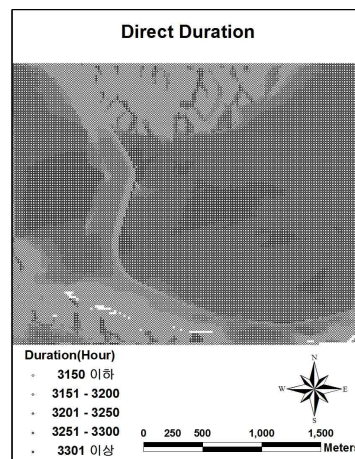 Direct Duration
Duration(Hour)
3150 이하
3151 - 3200
3201 - 3250
3251 - 3300
3301 이상
N
W E
S
0 250 500 1,000 1,500
Meters